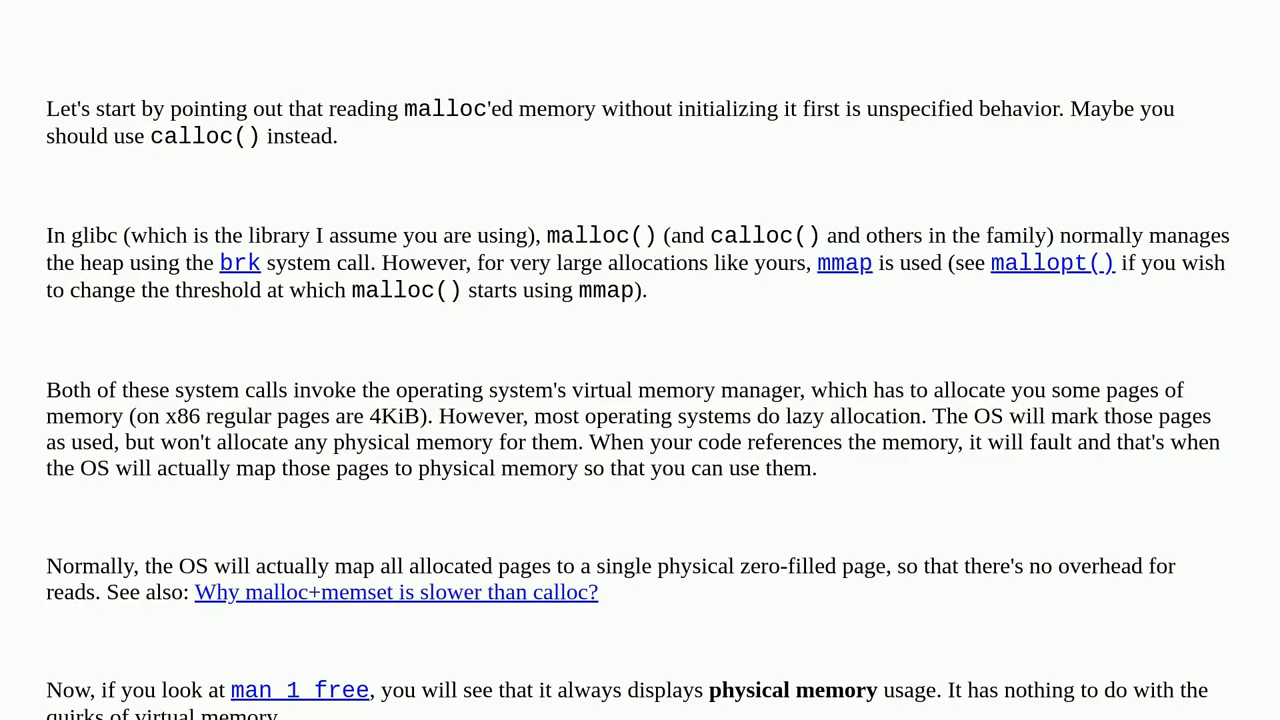 Let's start by pointing out that reading malloc'ed memory without initializing it first is unspecified behavior. Maybe you
should use calloc() instead.
In glibc (which is the library I assume you are using), malloc() (and calloc() and others in the family) normally manages
the heap using the brk system call. However, for very large allocations like yours, mmap is used (see mallopt() if you wish
to change the threshold at which malloc() starts using mmap).
Both of these system calls invoke the operating system's virtual memory manager, which has to allocate you some pages of
memory (on x86 regular pages are 4KiB). However, most operating systems do lazy allocation. The OS will mark those pages
as used, but won't allocate any physical memory for them. When your code references the memory, it will fault and that's when
the OS will actually map those pages to physical memory so that you can use them.
Normally, the OS will actually map all allocated pages to a single physical zero-filled page, so that there's no overhead for
reads. See also: Why malloc+memset is slower than calloc?
Now, if you look at man 1 free, you will see that it always displays physical memory usage. It has nothing to do with the
quirks of virtual memory.